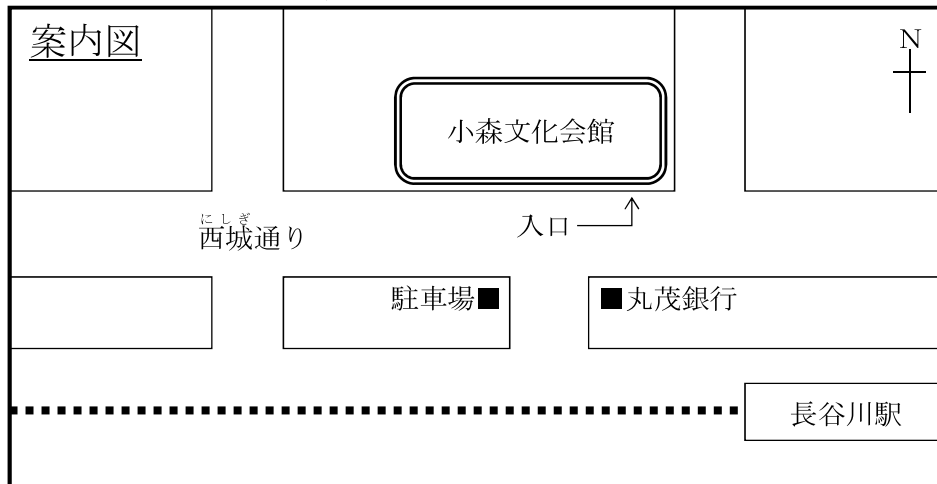 案内図
N
小森文化会館
入口
にしぎ
西城通り
駐車場■
■丸茂銀行
長谷川駅